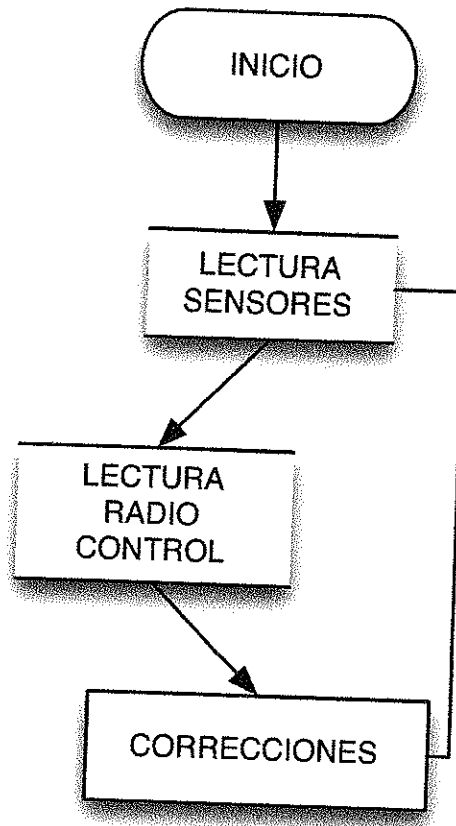 INICIO
LECTURA
SENSORES
LECTURA
RADIO
CONTROL
CORRECCIONES